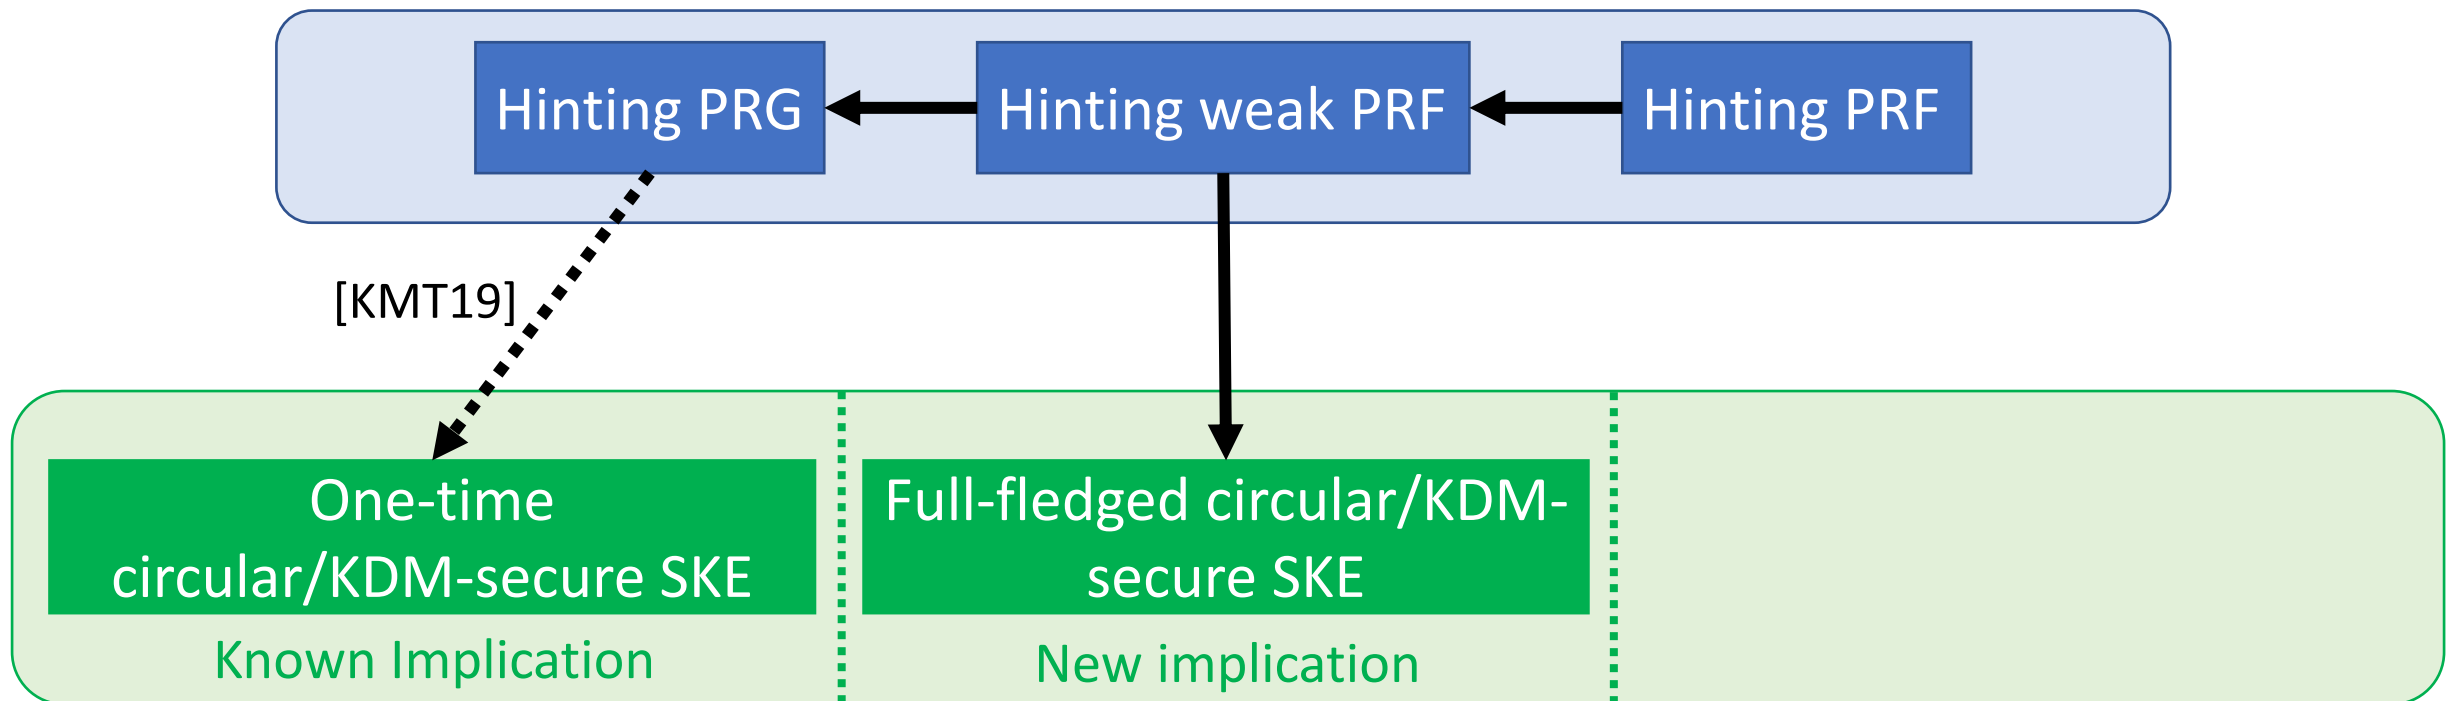 Hinting PRG
Hinting weak PRF
Hinting PRF
[KMT19]
One-time
circular/KDM-secure SKE
Full-fledged circular/KDM-
secure SKE
Known Implication
New implication